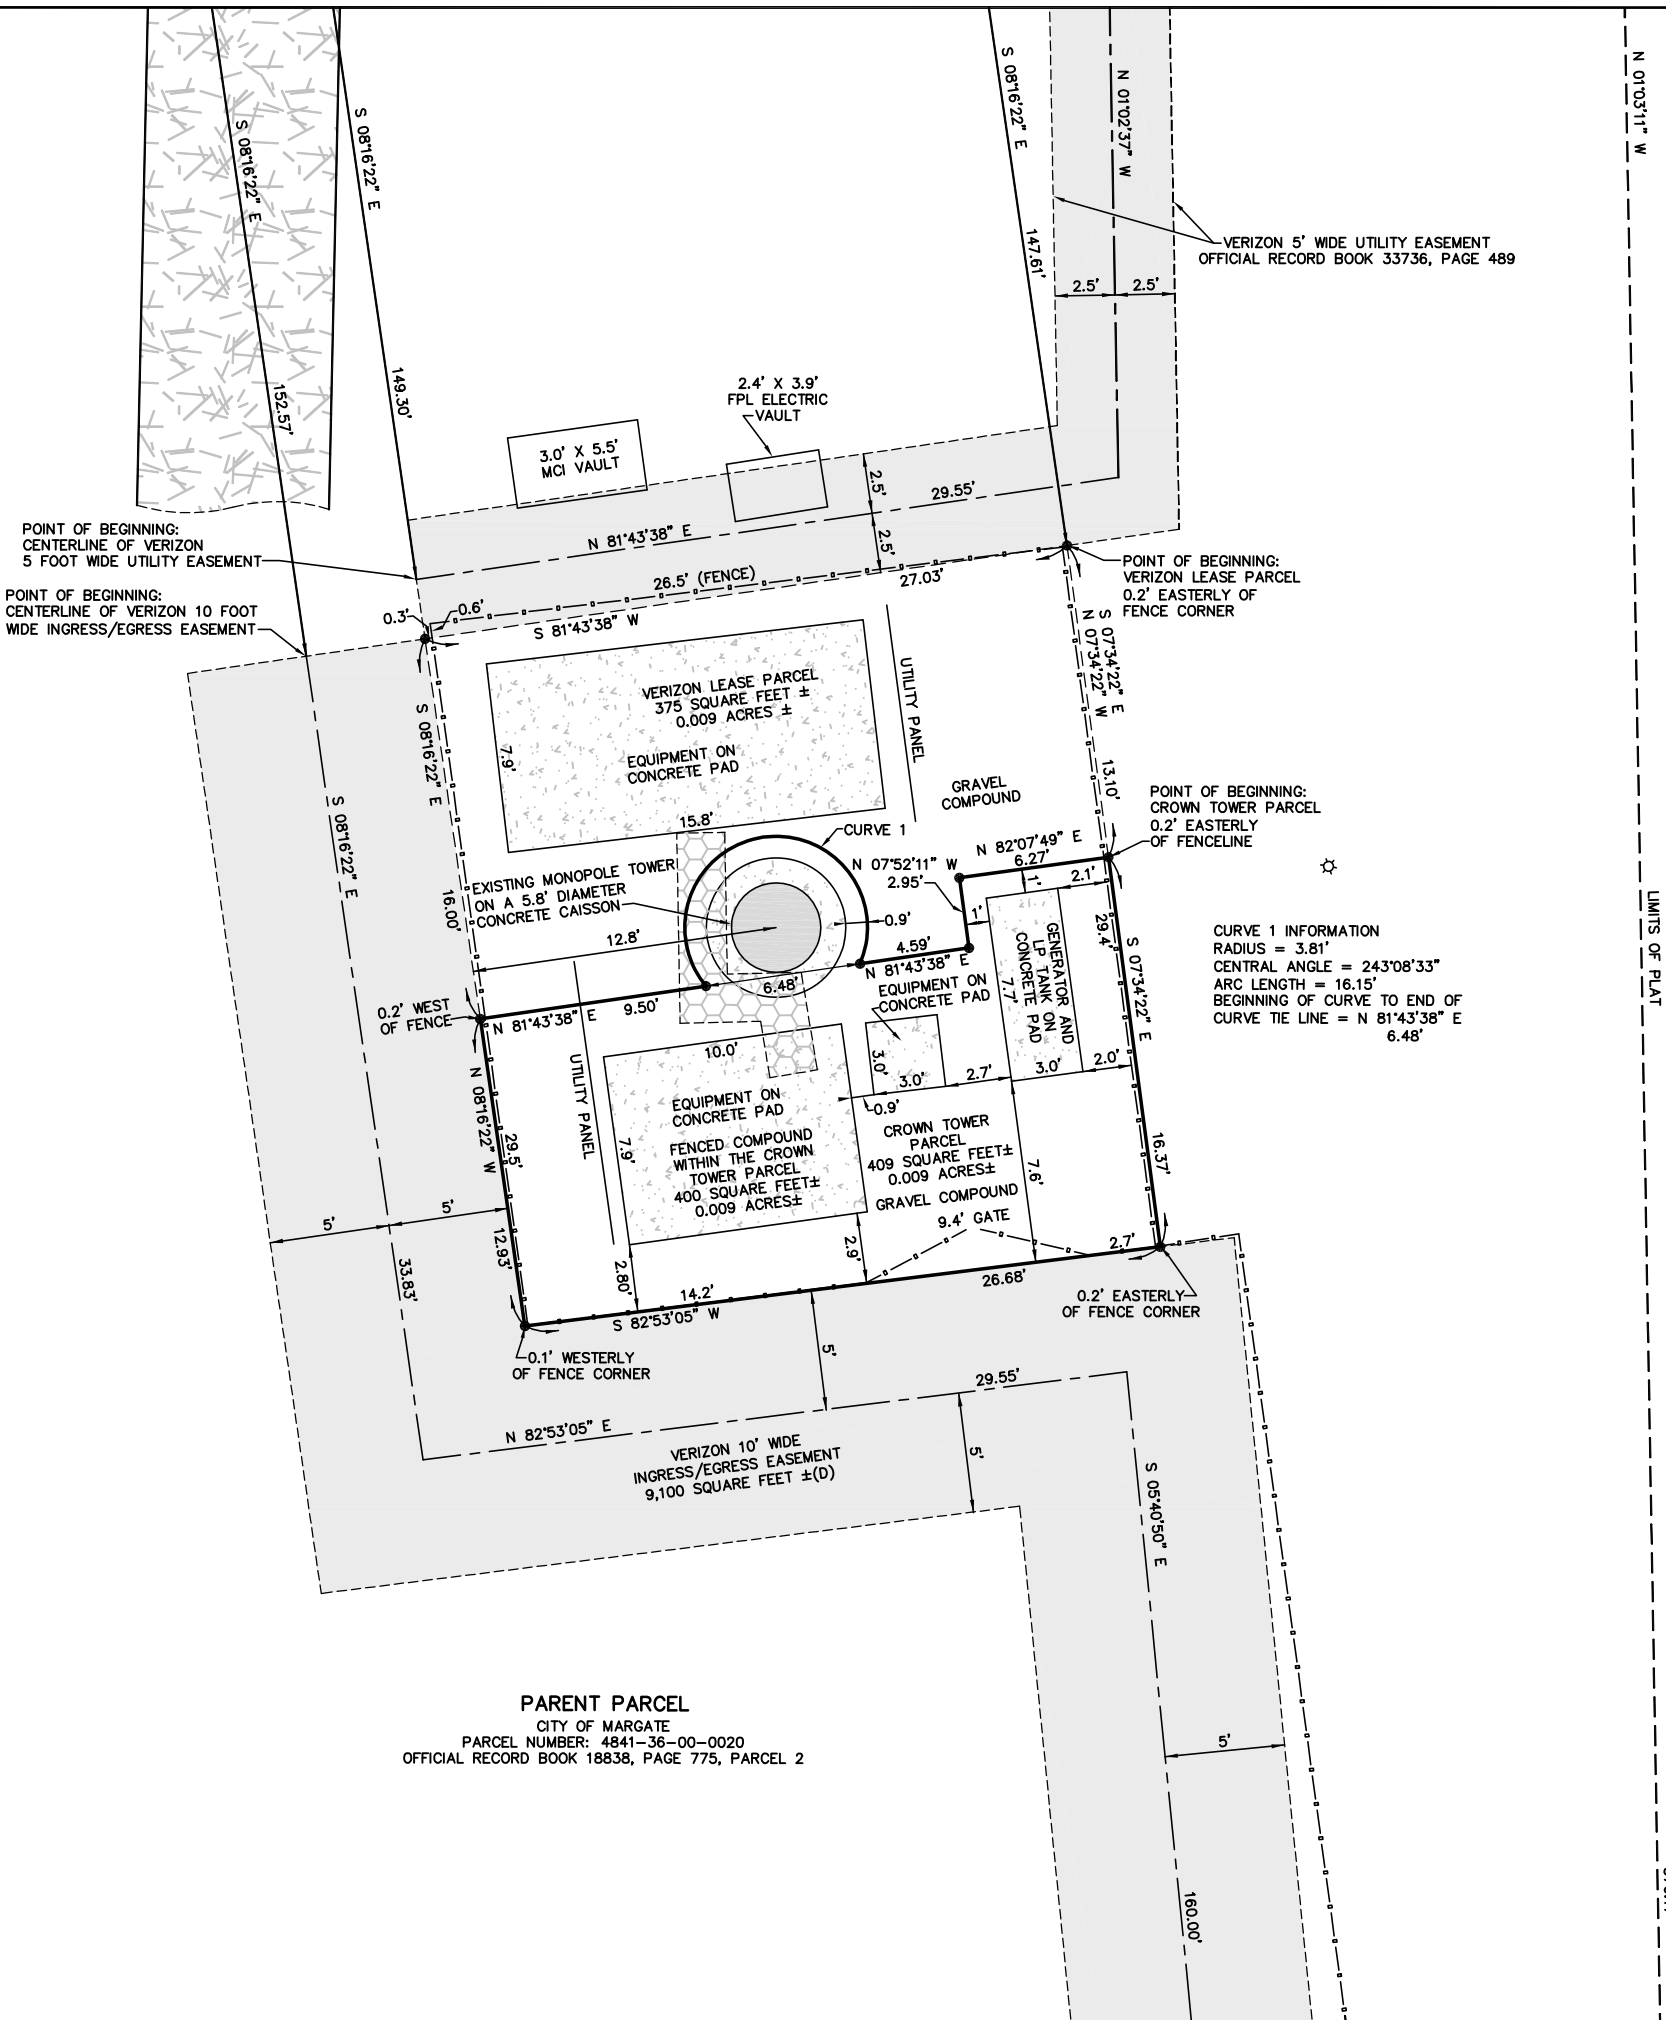 S 08°16'22" E
152.57'
S 08°16'22" E
149.30'
S 08°16'22" E
147.61'
N 01°02'37" W
N 01°03'11" W
VERIZON 5' WIDE UTILITY EASEMENT
OFFICIAL RECORD BOOK 33736, PAGE 489
2.5'
2.5'
2.4' X 3.9'
FPL ELECTRIC
VAULT
3.0' X 5.5'
MCI VAULT
2.5'
29.55'
N 81°43'38" E
2.5'
POINT OF BEGINNING:
CENTERLINE OF VERIZON
5 FOOT WIDE UTILITY EASEMENT
POINT OF BEGINNING:
CENTERLINE OF VERIZON 10 FOOT
WIDE INGRESS/EGRESS EASEMENT
POINT OF BEGINNING:
VERIZON LEASE PARCEL
0.2' EASTERLY OF
FENCE CORNER
26.5' (FENCE)
27.03'
0.3'
0.6'
S 81°43'38" W
S 07°34'22" E
N 07°34'22" W
13.10'
UTILITY PANEL
VERIZON LEASE PARCEL
375 SQUARE FEET ±
0.009 ACRES ±
EQUIPMENT ON
CONCRETE PAD
7.9'
15.8'
S 08°16'22" E
16.00'
S 08°16'22" E
GRAVEL
COMPOUND
POINT OF BEGINNING:
CROWN TOWER PARCEL
0.2' EASTERLY
OF FENCELINE
CURVE 1
N 82°07'49" E
6.27'
N 07°52'11" W
2.95'
1'
2.1'
1'
EXISTING MONOPOLE TOWER
ON A 5.8' DIAMETER
CONCRETE CAISSON
12.8'
0.9'
4.59'
N 81°43'38" E
6.48'
EQUIPMENT ON
CONCRETE PAD
GENERATOR AND
LP TANK ON
CONCRETE PAD
7.7'
29.4'
S 07°34'22" E
CURVE 1 INFORMATION
RADIUS = 3.81'
CENTRAL ANGLE = 243°08'33"
ARC LENGTH = 16.15'
BEGINNING OF CURVE TO END OF
CURVE TIE LINE = N 81°43'38" E
6.48'
LIMITS OF PLAT
0.2' WEST
OF FENCE
N 81°43'38" E
9.50'
10.0'
3.0'
3.0'
2.7'
3.0'
2.0'
0.9'
UTILITY PANEL
EQUIPMENT ON
CONCRETE PAD
FENCED COMPOUND
WITHIN THE CROWN
TOWER PARCEL
400 SQUARE FEET±
0.009 ACRES±
7.9'
CROWN TOWER
PARCEL
409 SQUARE FEET±
0.009 ACRES±
GRAVEL COMPOUND
7.6'
16.37'
N 08°16'22" W
29.5'
12.93'
5'
5'
33.83'
9.4' GATE
2.7'
2.9'
2.80'
14.2'
26.68'
S 82°53'05" W
0.2' EASTERLY
OF FENCE CORNER
0.1' WESTERLY
OF FENCE CORNER
5'
29.55'
N 82°53'05" E
VERIZON 10' WIDE
INGRESS/EGRESS EASEMENT
9,100 SQUARE FEET ±(D)
5'
S 05°40'50" E
5'
160.00'
PARENT PARCEL
CITY OF MARGATE
PARCEL NUMBER: 4841-36-00-0020
OFFICIAL RECORD BOOK 18838, PAGE 775, PARCEL 2